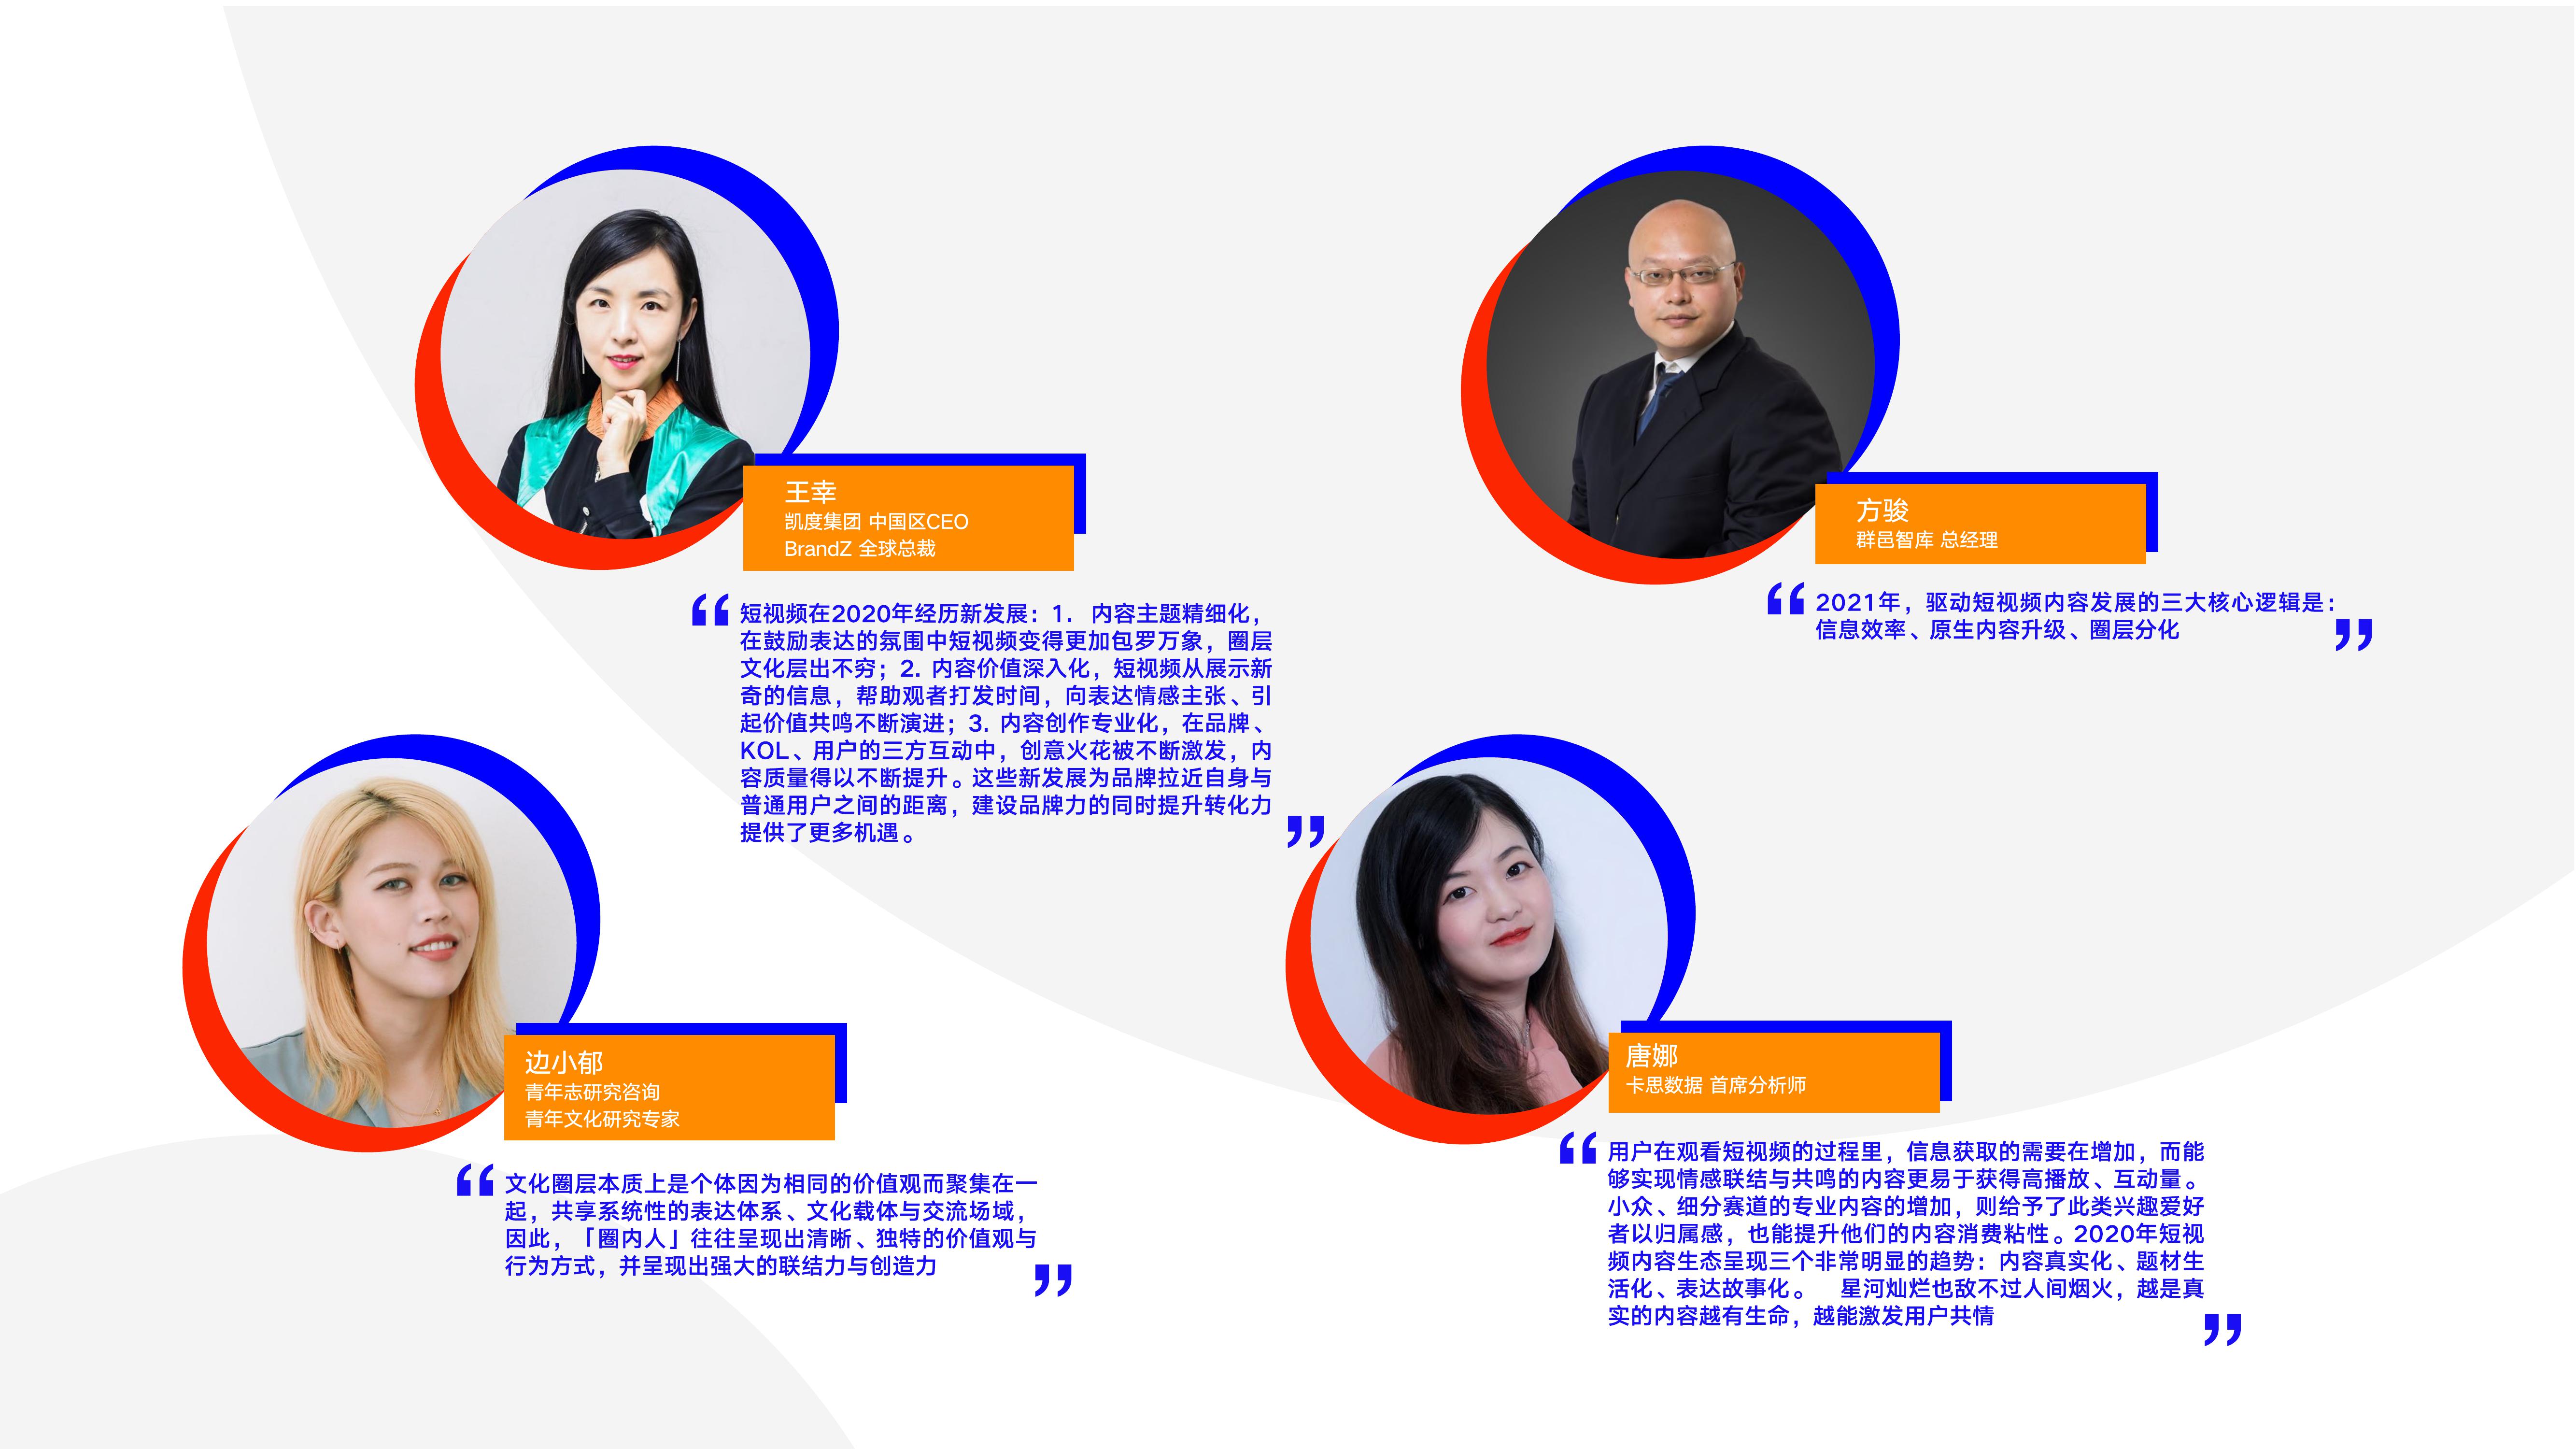 王幸
凯度集团 中国区CEO
BrandZ 全球总裁
“短视频在2020年经历新发展：1. 内容主题精细化，
在鼓励表达的氛围中短视频变得更加包罗万象，圈层
文化层出不穷；2. 内容价值深入化，短视频从展示新
奇的信息，帮助观者打发时间，向表达情感主张、引
起价值共鸣不断演进；3. 内容创作专业化，在品牌、
KOL、用户的三方互动中，创意火花被不断激发，内
容质量得以不断提升。这些新发展为品牌拉近自身与
普通用户之间的距离，建设品牌力的同时提升转化力
提供了更多机遇。”
方骏
群邑智库 总经理
“2021年，驱动短视频内容发展的三大核心逻辑是：
信息效率、原生内容升级、圈层分化”
边小郁
青年志研究咨询
青年文化研究专家
“文化圈层本质上是个体因为相同的价值观而聚集在一
起，共享系统性的表达体系、文化载体与交流场域，
因此，「圈内人」往往呈现出清晰、独特的价值观与
行为方式，并呈现出强大的联结力与创造力”
唐娜
卡思数据 首席分析师
“用户在观看短视频的过程里，信息获取的需要在增加，而能
够实现情感联结与共鸣的内容更易于获得高播放、互动量。
小众、细分赛道的专业内容的增加，则给予了此类兴趣爱好
者以归属感，也能提升他们的内容消费粘性。2020年短视
频内容生态呈现三个非常明显的趋势：内容真实化、题材生
活化、表达故事化。 星河灿烂也敌不过人间烟火，越是真
实的内容越有生命，越能激发用户共情”